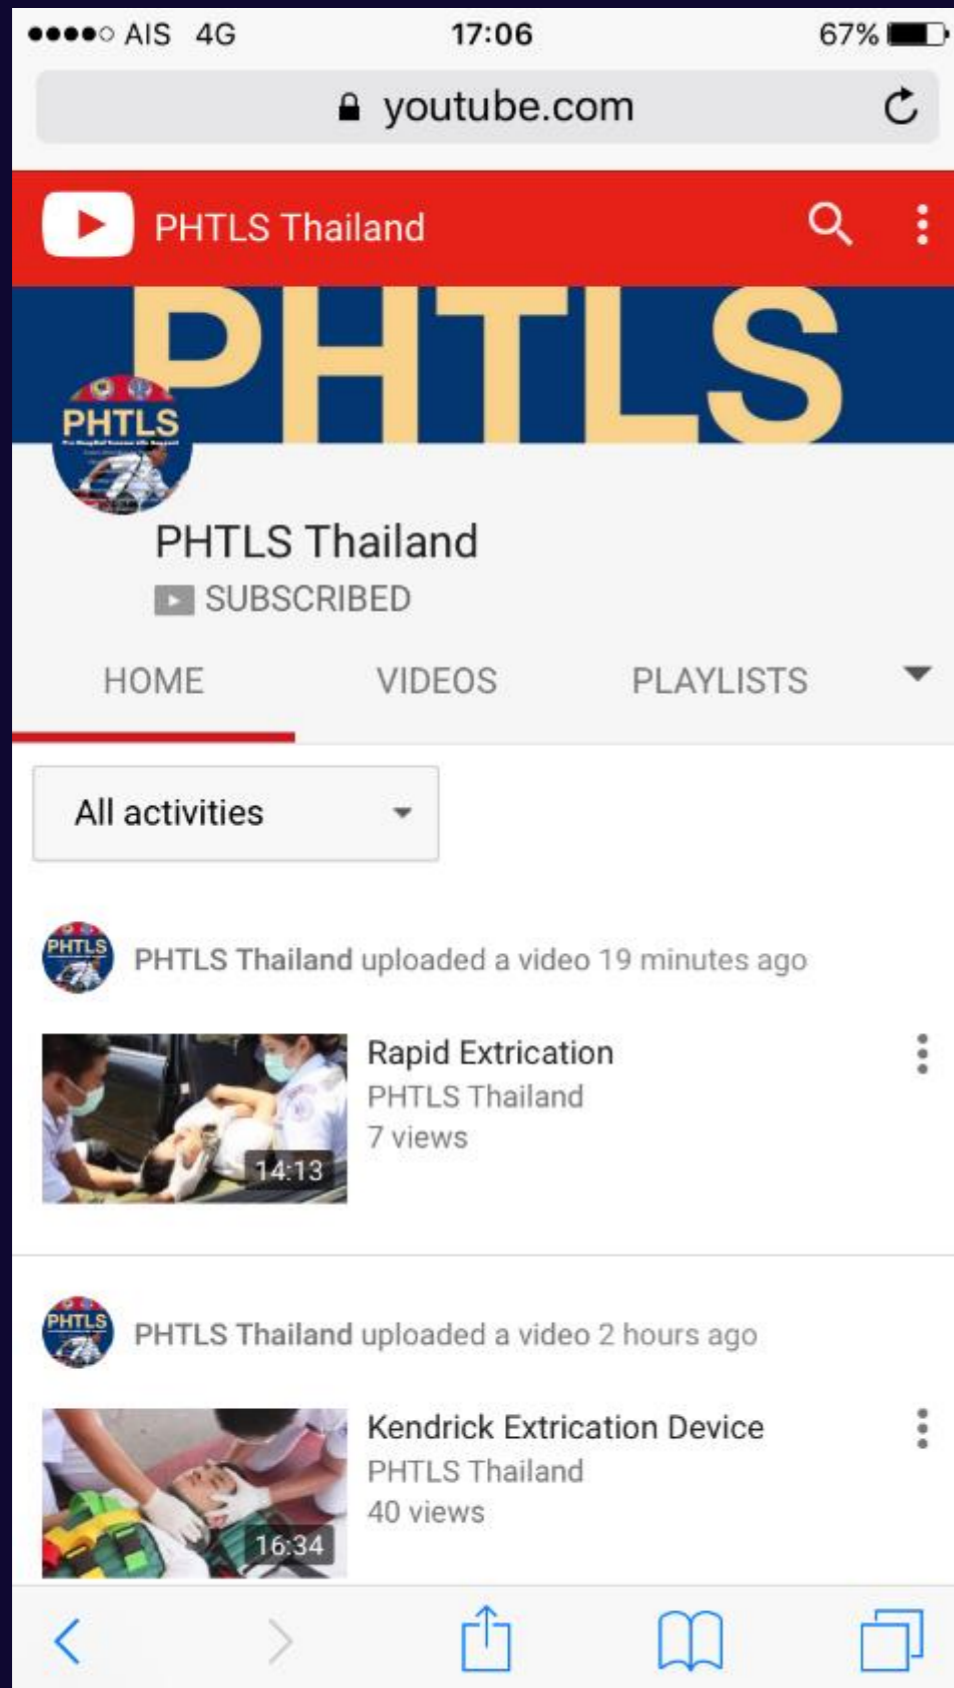 AIS 4G 17:06 67%
youtube.com
PHTLS Thailand
PHTLS
PHTLS
PHTLS Thailand
SUBSCRIBED
HOME VIDEOS PLAYLISTS
All activities
PHTLS
PHTLS Thailand uploaded a video 19 minutes ago
Rapid Extrication
PHTLS Thailand
7 views
14:13
PHTLS
PHTLS Thailand uploaded a video 2 hours ago
Kendrick Extrication Device
PHTLS Thailand
40 views
16:34